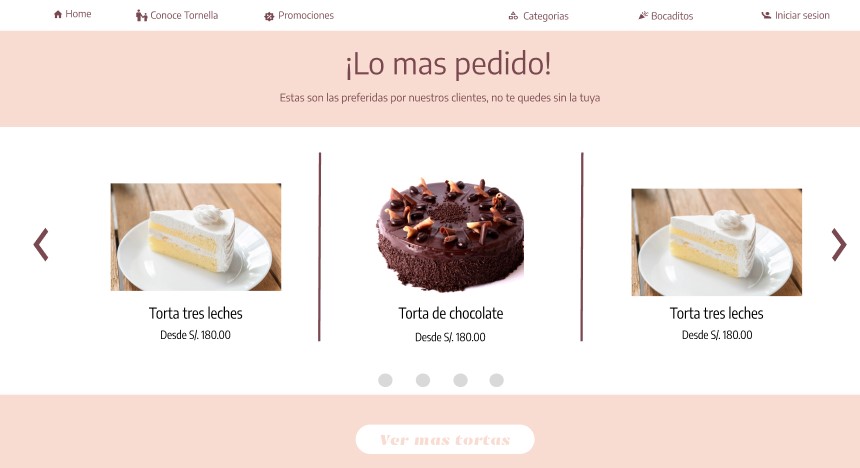 Home
Conoce Tornella
Promociones
Categorias
Bocaditos
Iniciar sesion
¡Lo mas pedido!
Estas son las preferidas por nuestros clientes, no te quedes sin la tuya
Torta tres leches
Desde S/. 180.00
Torta de chocolate
Desde S/. 180.00
Torta tres leches
Desde S/. 180.00
Ver mas tortas